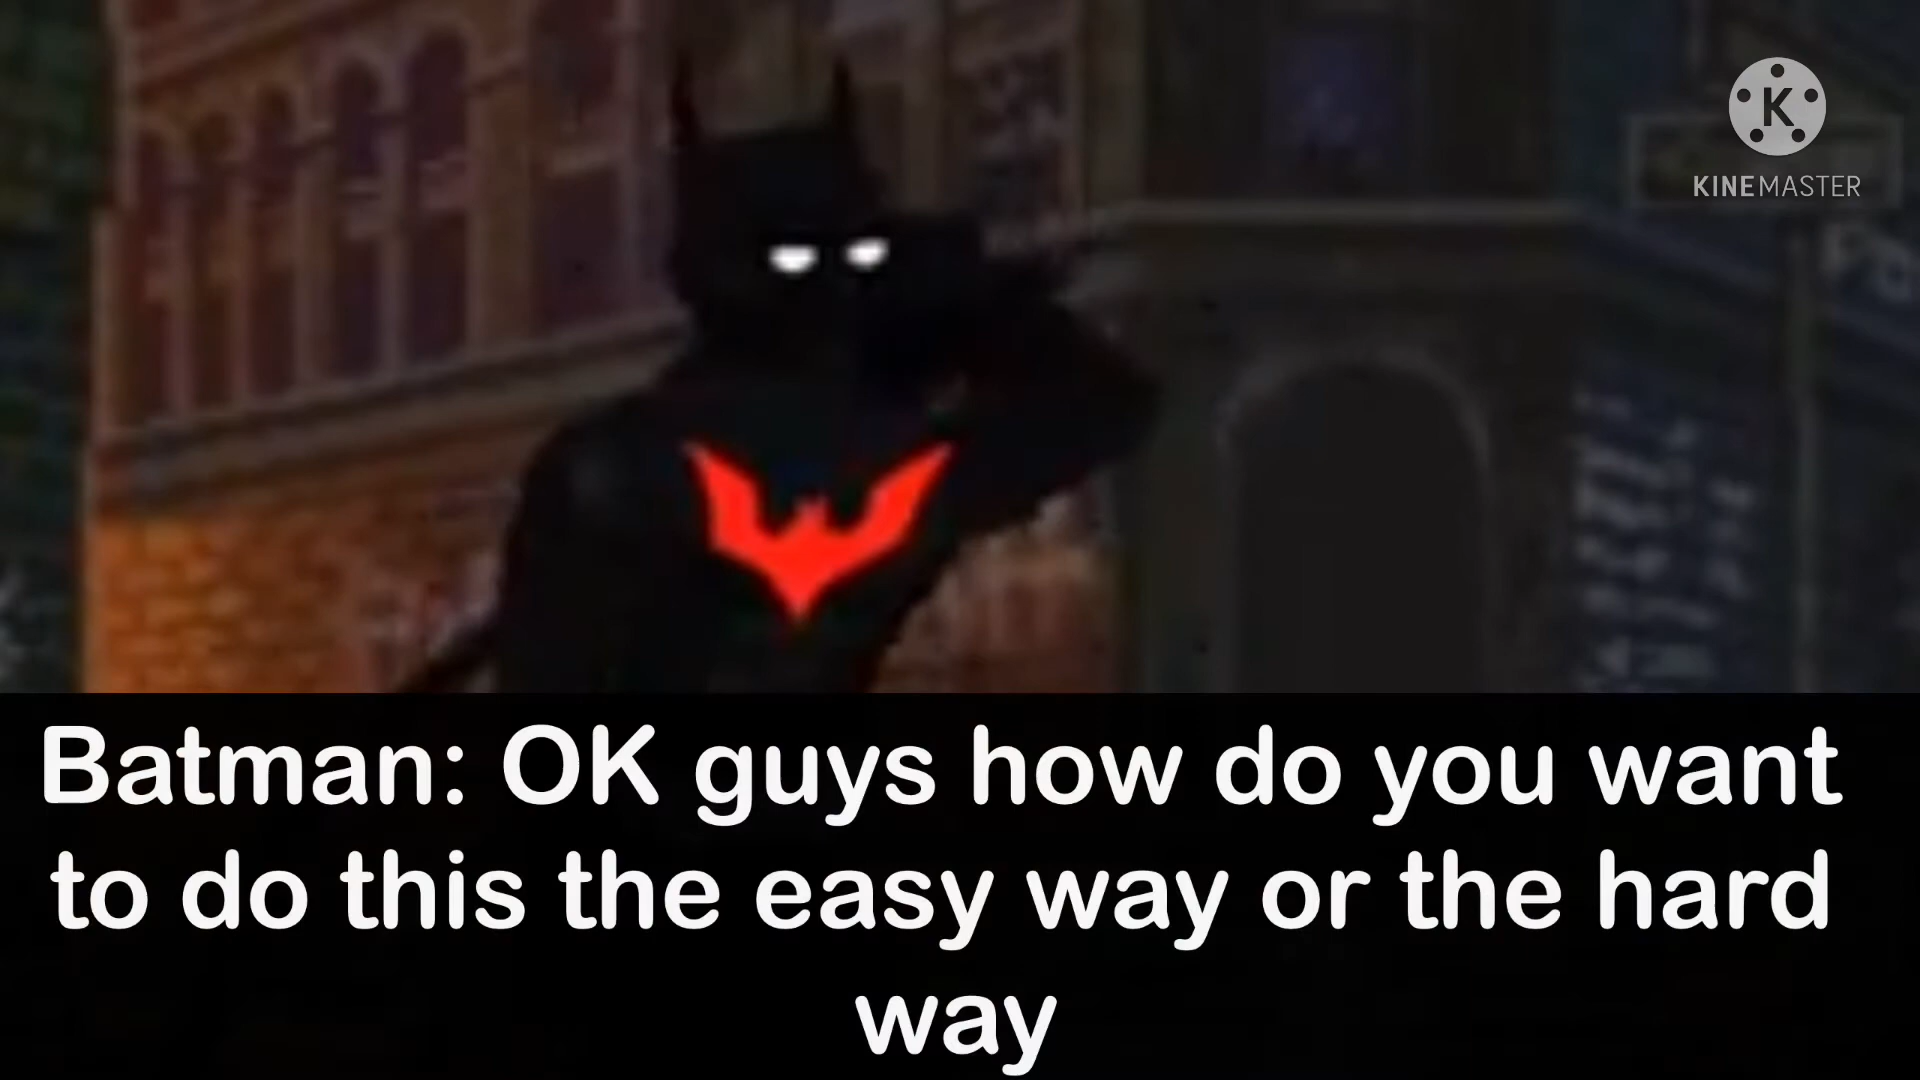 K
KINEMASTER
Batman: OK guys how do you want
to do this the easy way or the hard
way